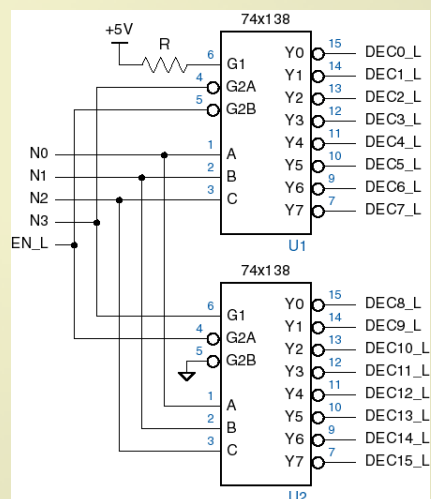 74x138
+5V
R
6 G1 Y0 15 DEC0_L
4 G2A Y1 14 DEC1_L
5 G2B Y2 13 DEC2_L
Y3 12 DEC3_L
N0 1 A Y4 11 DEC4_L
N1 2 B Y5 10 DEC5_L
N2 3 C Y6 9 DEC6_L
N3 Y7 7 DEC7_L
EN_L
U1
74x138
6 G1 Y0 15 DEC8_L
4 G2A Y1 14 DEC9_L
5 G2B Y2 13 DEC10_L
Y3 12 DEC11_L
1 A Y4 11 DEC12_L
2 B Y5 10 DEC13_L
3 C Y6 9 DEC14_L
Y7 7 DEC15_L
U2